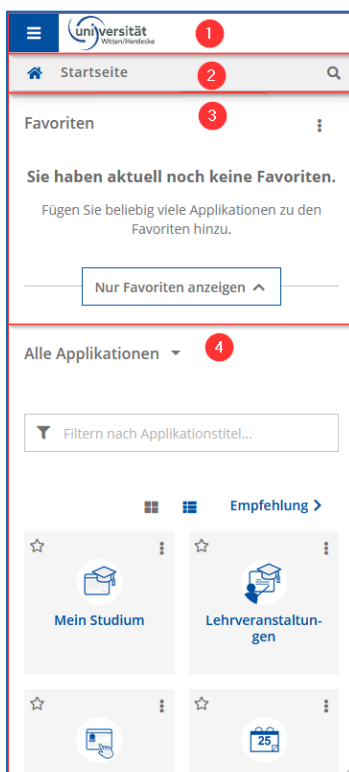 uni versität
Witten/Herdecke
1
Startseite
2
3
Favoriten
Sie haben aktuell noch keine Favoriten.
Fügen Sie beliebig viele Applikationen zu den
Favoriten hinzu.
Nur Favoriten anzeigen
Alle Applikationen
4
Filtern nach Applikationstitel...
Empfehlung
Mein Studium
Lehrveranstaltun-
gen
25